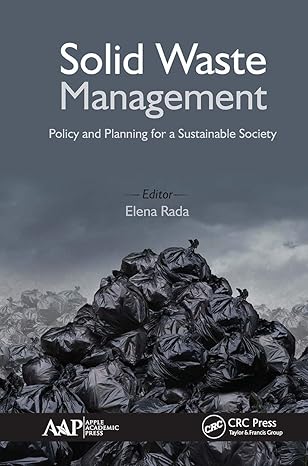 Solid Waste
Management
Policy and Planning for a Sustainable Society
Editor
Elena Rada
AAP
APPLE
ACADEMIC
PRESS
CRC
CRC Press
Taylor & Francis Group